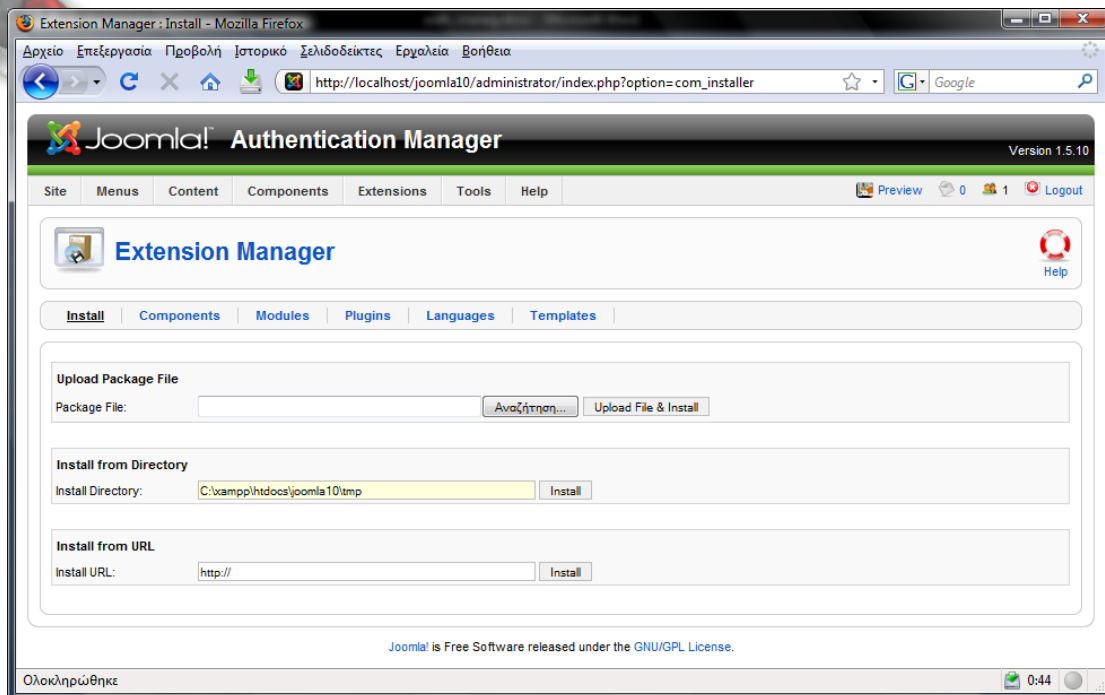 Extension Manager : Install - Mozilla Firefox
Αρχείο Επεξεργασία Προβολή Ιστορικό Σελιδοδείκτες Εργαλεία Βοήθεια
http://localhost/joomla10/administrator/index.php?option=com_installer G Google
Joomla! Authentication Manager
Version 1.5.10
Site Menus Content Components Extensions Tools Help Preview 0 1 Logout
Extension Manager
Help
Install Components Modules Plugins Languages Templates
Upload Package File
Package File: Αναζήτηση... Upload File & Install
Install from Directory
Install Directory: C:\xampp\htdocs\joomla10\tmp Install
Install from URL
Install URL: http:// Install
Joomla! is Free Software released under the GNU/GPL License.
Ολοκληρώθηκε 0:44